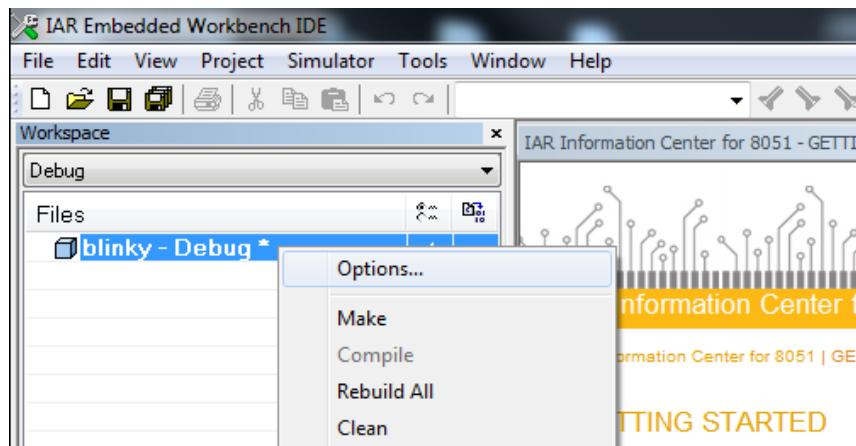 IAR Embedded Workbench IDE
File Edit View Project Simulator Tools Window Help
Workspace
IAR Information Center for 8051 - GETTI
Debug
Files
blinky - Debug *
Options...
Make
nformation Center f
Compile
ormation Center for 8051 | GE
Rebuild All
Clean
TTING STARTED